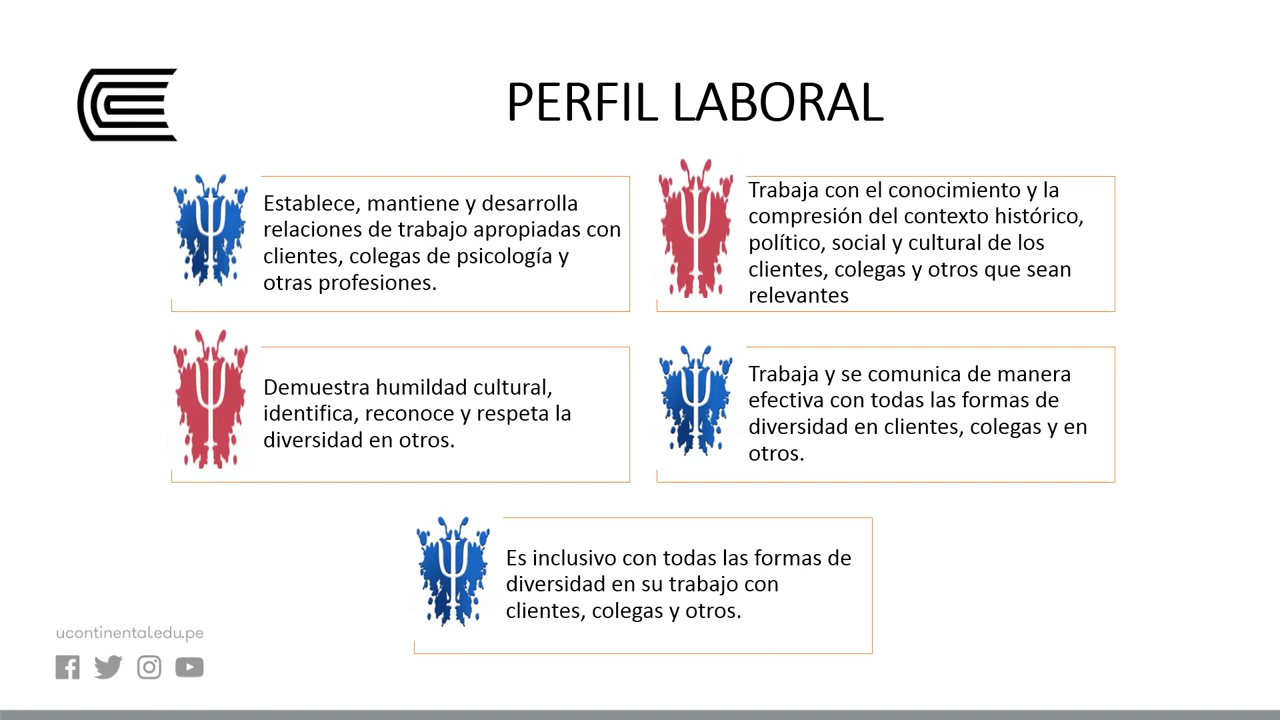 PERFIL LABORAL
Establece, mantiene y desarrolla
relaciones de trabajo apropiadas con
clientes, colegas de psicología y
otras profesiones.
Trabaja con el conocimiento y la
compresión del contexto histórico,
político, social y cultural de los
clientes, colegas y otros que sean
relevantes
Demuestra humildad cultural,
identifica, reconoce y respeta la
diversidad en otros.
Trabaja y se comunica de manera
efectiva con todas las formas de
diversidad en clientes, colegas y en
otros.
Es inclusivo con todas las formas de
diversidad en su trabajo con
clientes, colegas y otros.
ucontinental.edu.pe